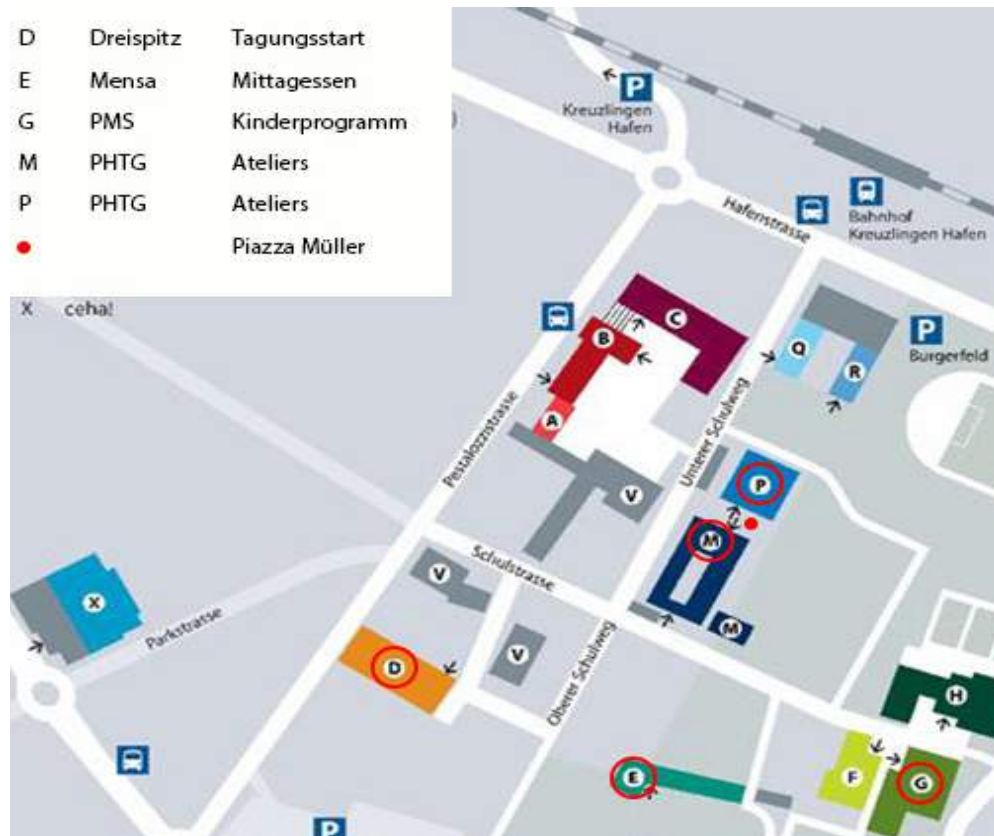 D Dreispitz Tagungsstart
E Mensa Mittagessen
G PMS Kinderprogramm
M PHTG Ateliers
P PHTG Ateliers
Piazza Müller
X ceha!
P
Kreuzlingen
Hafen
Hafenstrasse
Bahnhof
Kreuzlingen Hafen
P
Burgerfeld
C
B
A
Q
R
Pestalozzistrasse
Unterer Schulweg
V
P
M
M
Schulstrasse
V
V
X
Parkstrasse
D
Oberer Schulweg
H
E
F
G
P